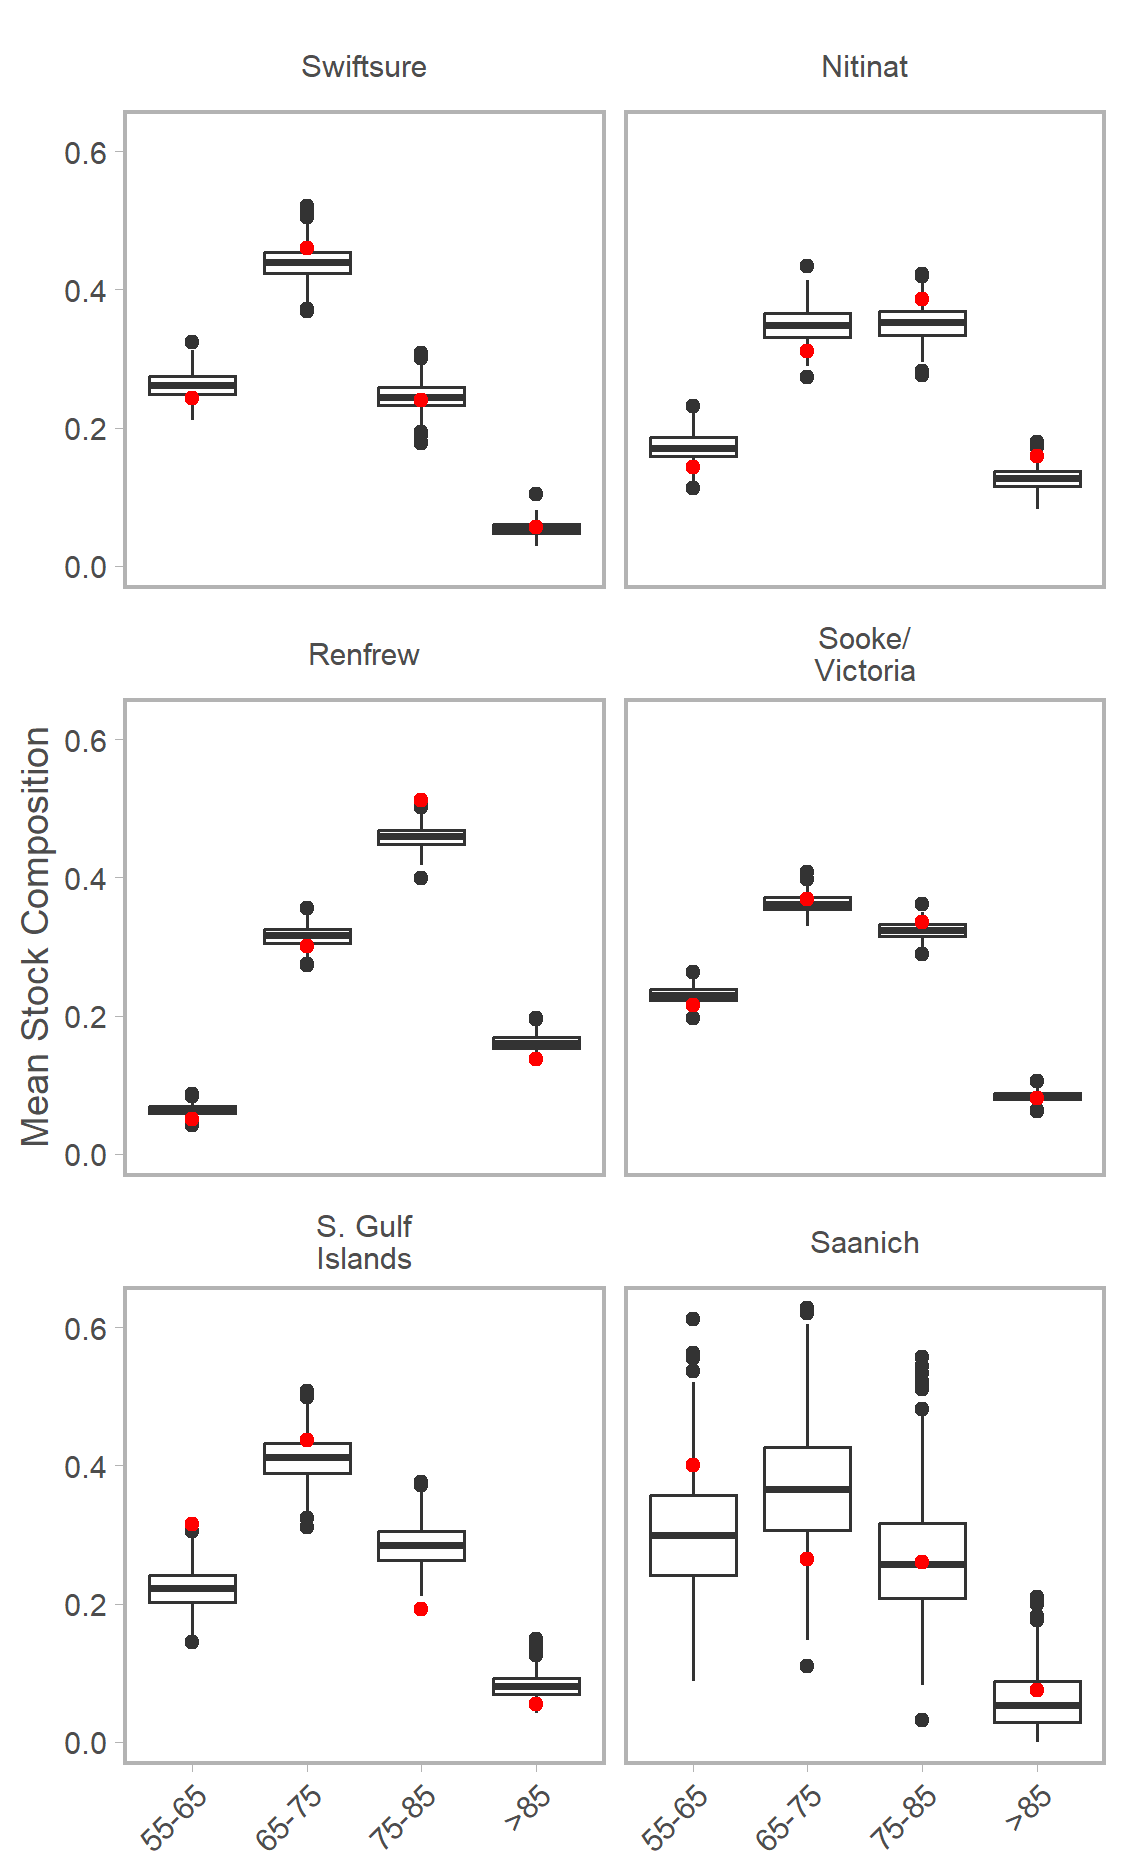 Swiftsure
Nitinat
0.6
0.4
0.2
0.0
Renfrew
Sooke/
Victoria
Mean Stock Composition
0.6
0.4
0.2
0.0
S. Gulf
Islands
Saanich
0.6
0.4
0.2
0.0
55-65
65-75
75-85
>85
55-65
65-75
75-85
>85